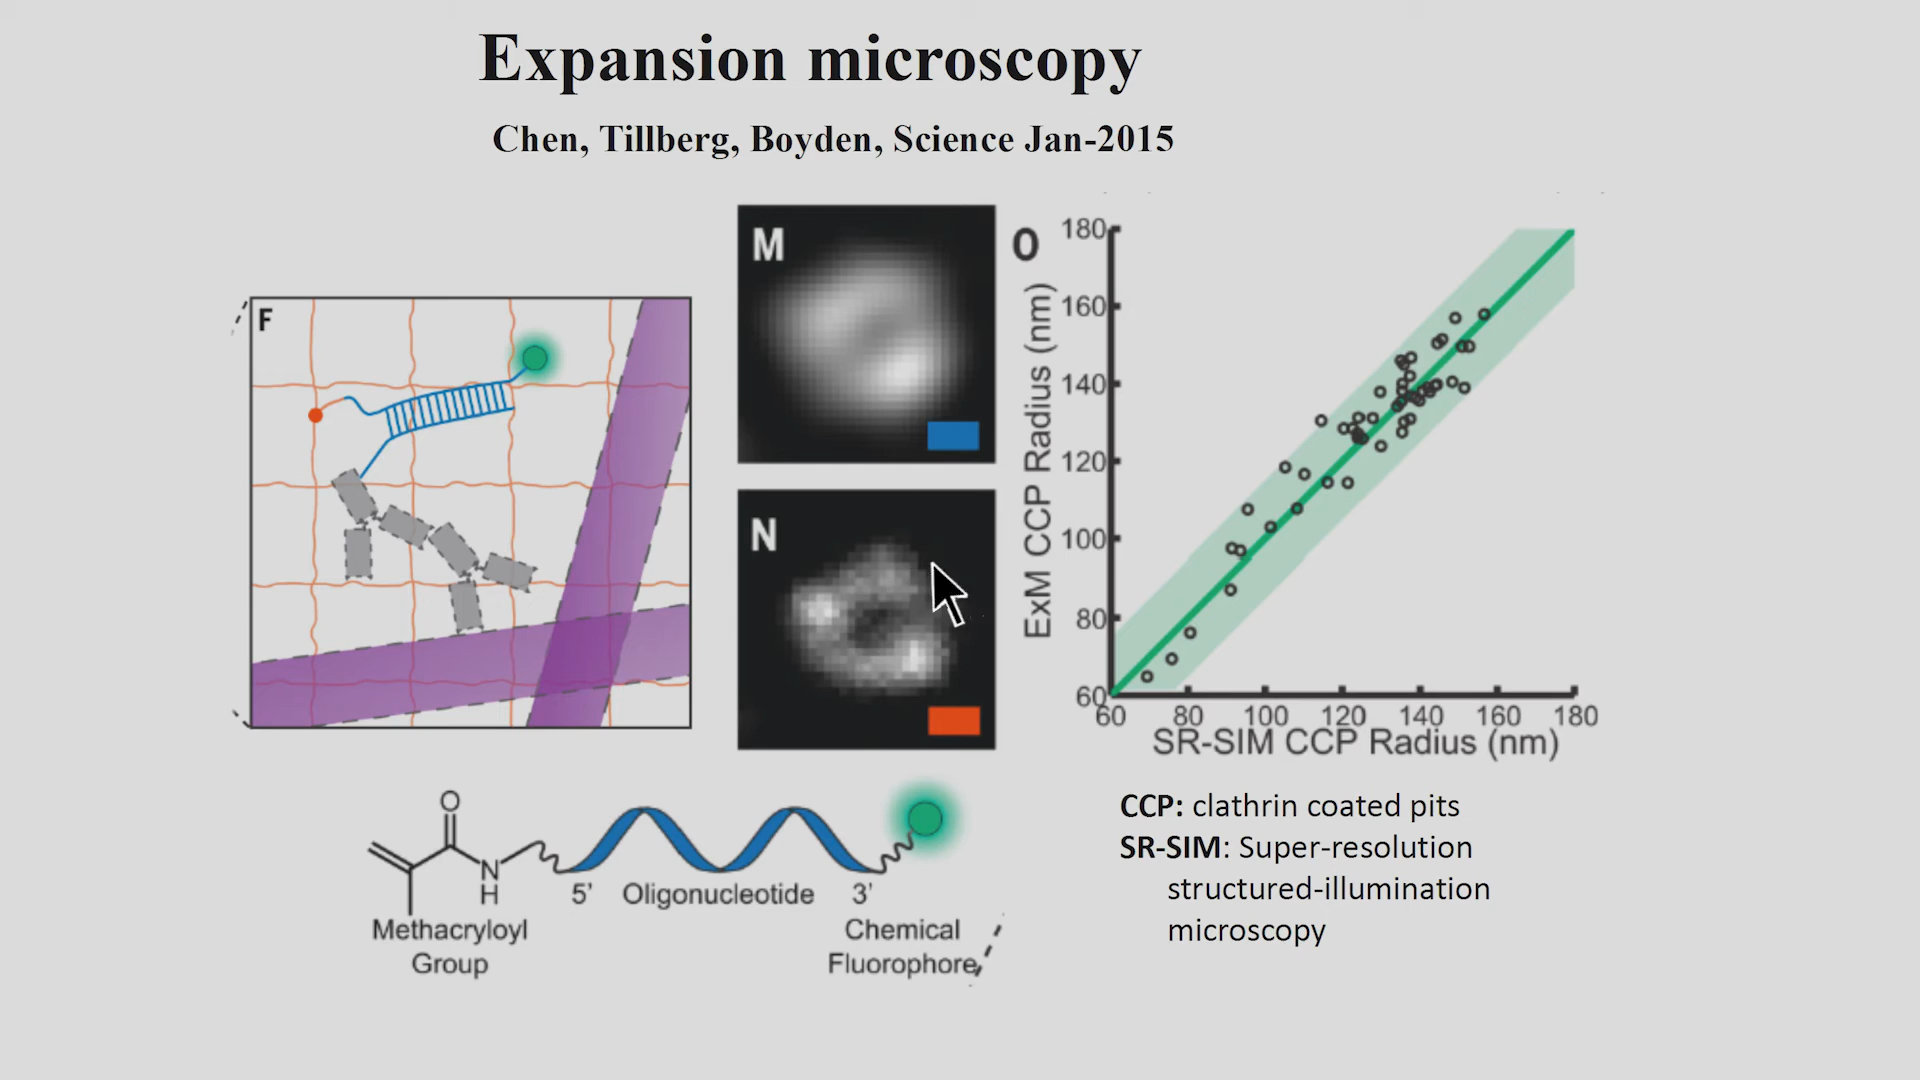 Expansion microscopy
Chen, Tillberg, Boyden, Science Jan-2015
F
M
N
O
ExM CCP Radius (nm)
180
160
140
120
100
80
60
60 80 100 120 140 160 180
SR-SIM CCP Radius (nm)
O
N
H
5’ Oligonucleotide 3’
Methacryloyl
Group
Chemical
Fluorophore
CCP: clathrin coated pits
SR-SIM: Super-resolution
structured-illumination
microscopy